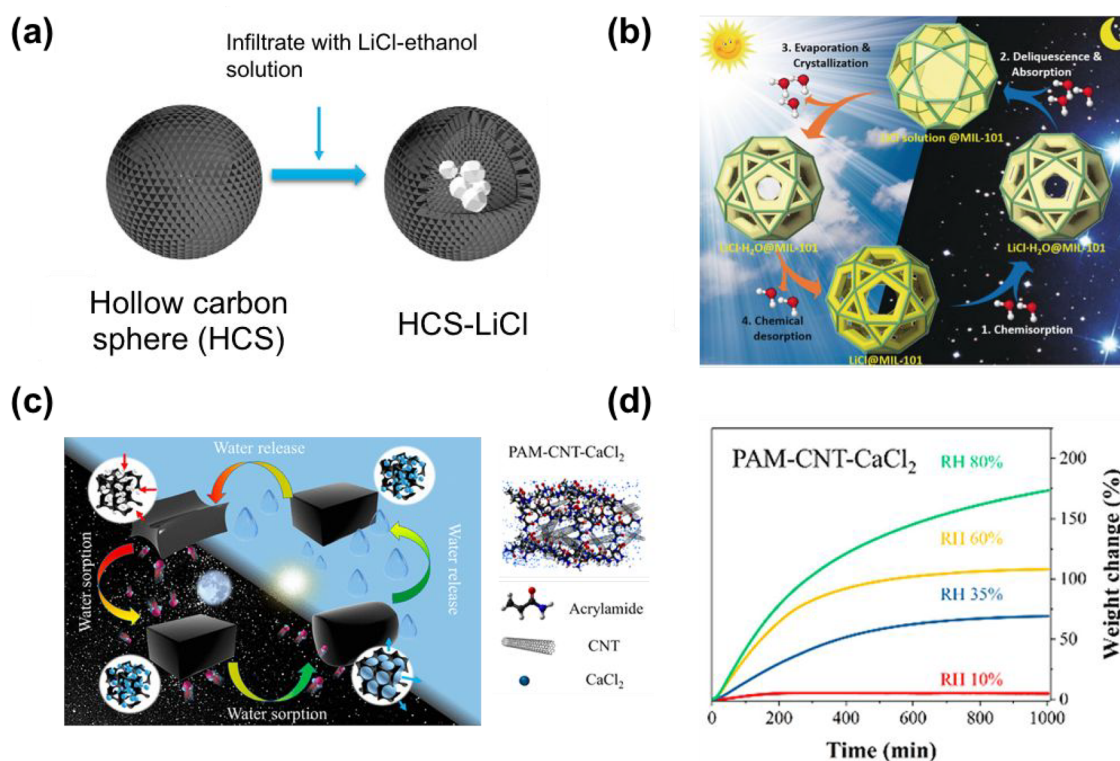 (a)
Infiltrate with LiCl-ethanol
solution
Hollow carbon
sphere (HCS)
HCS-LiCl
(b)
3. Evaporation &
Crystallization
2. Deliquescence &
Absorption
solution @MIL-101
LiCl·H₂O@MIL-101
LiCl·H₂O@MIL-101
4. Chemical
desorption
1. Chemisorption
LiCl@MIL-101
(c)
Water release
Water sorption
Water release
Water sorption
PAM-CNT-CaCl₂
Acrylamide
CNT
CaCl₂
(d)
PAM-CNT-CaCl₂
RH 80%
RH 60%
RH 35%
RH 10%
200
150
100
50
0
Weight change (%)
0 200 400 600 800 1000
Time (min)